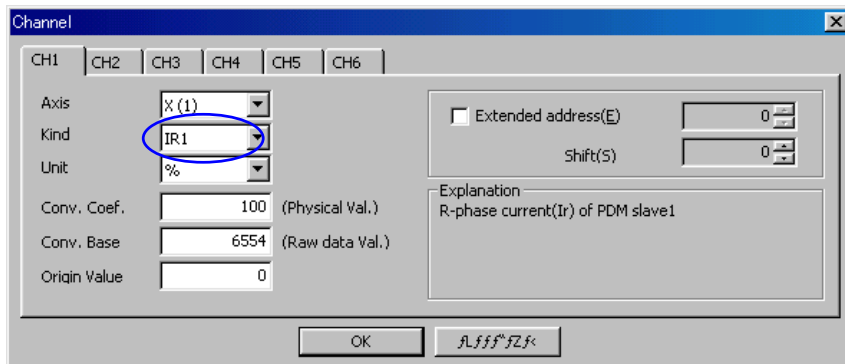 Channel
CH1 CH2 CH3 CH4 CH5 CH6
Axis X (1)
Kind IR1
Unit %
Conv. Coef. 100 (Physical Val.)
Conv. Base 6554 (Raw data Val.)
Origin Value 0
Extended address(E) 0
Shift(S) 0
Explanation
R-phase current(Ir) of PDM slave1
OK